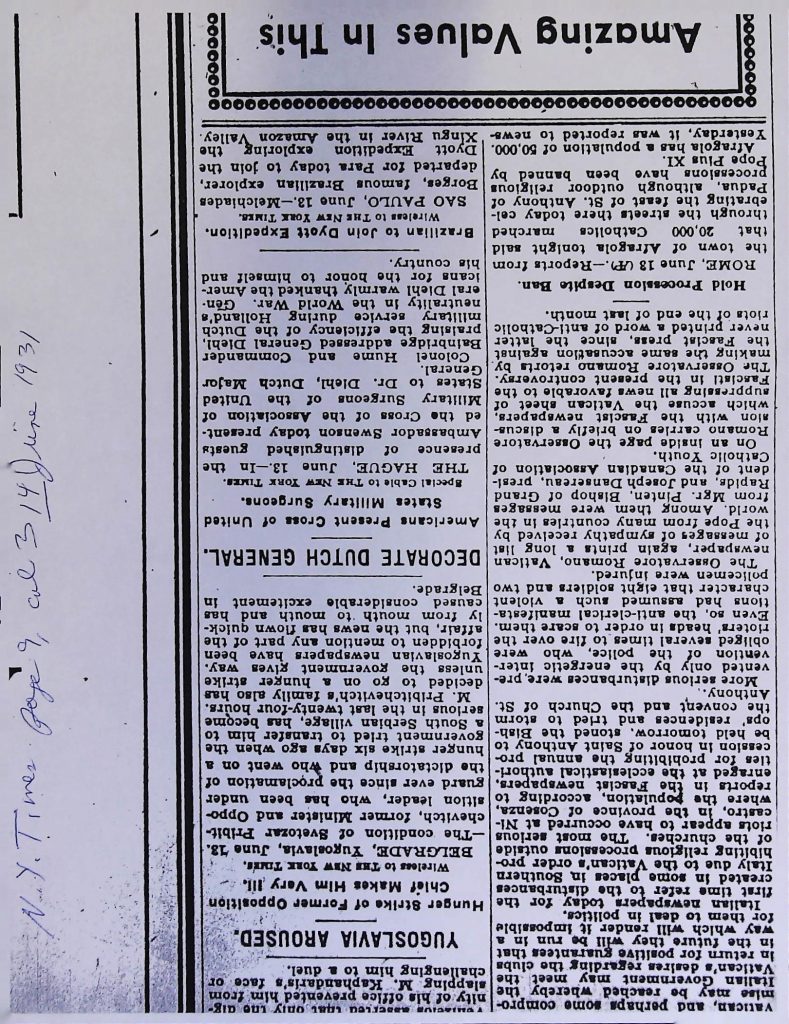 Vatican, and perhaps some compro-
mise may be reached whereby the
Italian Government may meet the
Vatican's desires regarding the clubs
in return for positive guarantees that
in the future they will be run in a
way which will render it impossible
for them to deal in politics.
Italian newspapers today for the
first time refer to the disturbances
created in some places in Southern
Italy due to the Vatican's order pro-
hibiting religious processions outside
of the churches. The most serious
riots appear to have occurred at Ni-
castro, in the province of Cosenza,
where the population, according to
reports in the Fascist newspapers,
enraged at the ecclesiastical authori-
ties for prohibiting the annual pro-
cession in honor of Saint Anthony to
be held tomorrow, stoned the Bish-
ops, residences and tried to storm
the convent and the Church of St.
Anthony.
More serious disturbances were pre-
vented only by the energetic inter-
vention of the police, who were
obliged several times to fire over the
rioters, heads in order to scare them.
Even so, the anti-clerical manifesta-
tions had assumed such a violent
character that eight soldiers and two
policemen were injured.
The Osservatore Romano, Vatican
newspaper, again prints a long list
of messages of sympathy received by
the Pope from many countries in the
world. Among them were messages
from Mgr. Pinten, Bishop of Grand
Rapids, and Joseph Dansereau, presi-
dent of the Canadian Association of
Catholic Youth.
On an inside page the Osservatore
Romano carries on briefly a discus-
sion with the Fascist newspapers,
which accuse the Vatican sheet of
suppressing all news favorable to the
Fascisti in the present controversy.
The Osservatore Romano retorts by
making the same accusation against
the Fascist press, since the latter
never printed a word of anti-Catholic
riots of the end of last month.
Hold Procession Despite Ban.
ROME, June 13 (AP).—Reports from
the town of Afragola tonight said
that 20,000 Catholics marched
through the streets there today cel-
ebrating the feast of St. Anthony of
Padua, although outdoor religious
processions have been banned by
Pope Pius XI.
Afragola has a population of 50,000.
Yesterday, it was reported to news-
Venizelos asserted that only the dig-
nity of his office prevented him from
slapping M. Kaphandaris's face or
challenging him to a duel.
YUGOSLAVIA AROUSED.
Hunger Strike of Former Opposition
Chief Makes Him Very Ill.
Wireless to THE NEW YORK TIMES.
BELGRADE, Yugoslavia, June 13.
—The condition of Svetozar Pribit-
chevitch, former Minister and Oppo-
sition leader, who has been under
guard ever since the proclamation of
the dictatorship and who went on a
hunger strike six days ago when the
government tried to transfer him to
a South Serbian village, has become
serious in the last twenty-four hours.
M. Pribitchevitch's family also has
decided to go on a hunger strike
unless the government gives way.
Yugoslavian newspapers have been
forbidden to mention any part of the
affair, but the news has flown quick-
ly from mouth to mouth and has
caused considerable excitement in
Belgrade.
DECORATE DUTCH GENERAL.
Americans Present Cross of United
States Military Surgeons.
Special Cable to THE NEW YORK TIMES.
THE HAGUE, June 13.—In the
presence of distinguished guests
Ambassador Swenson today present-
ed the Cross of the Association of
Military Surgeons of the United
States to Dr. Diehl, Dutch Major
General.
Colonel Hume and Commander
Bainbridge addressed General Diehl,
praising the efficiency of the Dutch
military service during Holland's
neutrality in the World War. Gen-
eral Diehl warmly thanked the Amer-
icans for the honor to himself and
his country.
Brazilian to Join Dyott Expedition.
Wireless to THE NEW YORK TIMES.
SAO PAULO, June 13.—Melchiades
Borges, famous Brazilian explorer,
departed for Para today to join the
Dyott Expedition exploring the
Xingu River in the Amazon Valley.
Amazing Values In This
N.Y. Times page 9, col 3 14 June 1931